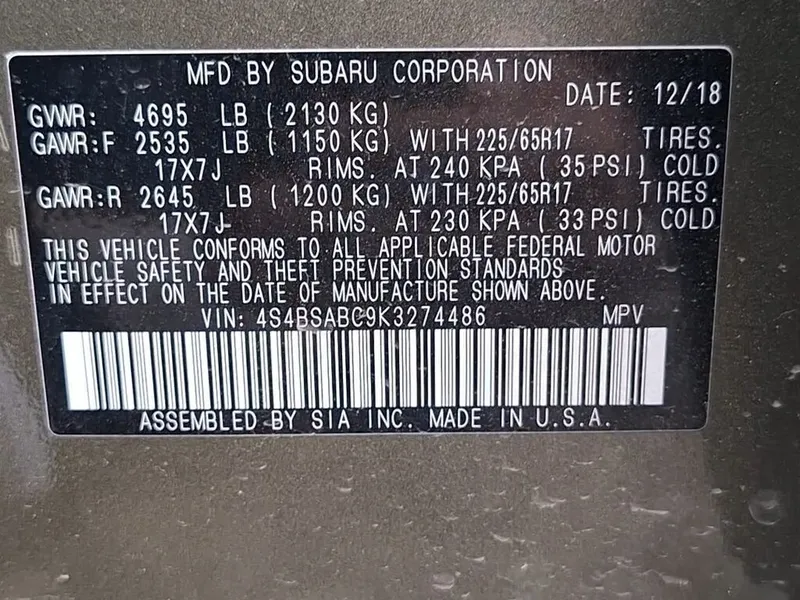 MFD BY SUBARU CORPORATION
DATE: 12/18
GVWR: 4695 LB ( 2130 KG)
GAWR:F 2535 LB ( 1150 KG) WITH 225/65R17 TIRES.
17X7J RIMS. AT 240 KPA ( 35 PSI) COLD
GAWR:R 2645 LB ( 1200 KG) WITH 225/65R17 TIRES.
17X7J RIMS. AT 230 KPA ( 33 PSI) COLD
THIS VEHICLE CONFORMS TO ALL APPLICABLE FEDERAL MOTOR
VEHICLE SAFETY AND THEFT PREVENTION STANDARDS
IN EFFECT ON THE DATE OF MANUFACTURE SHOWN ABOVE.
VIN: 4S4BSABC9K3274486 MPV
ASSEMBLED BY SIA INC. MADE IN U.S.A.